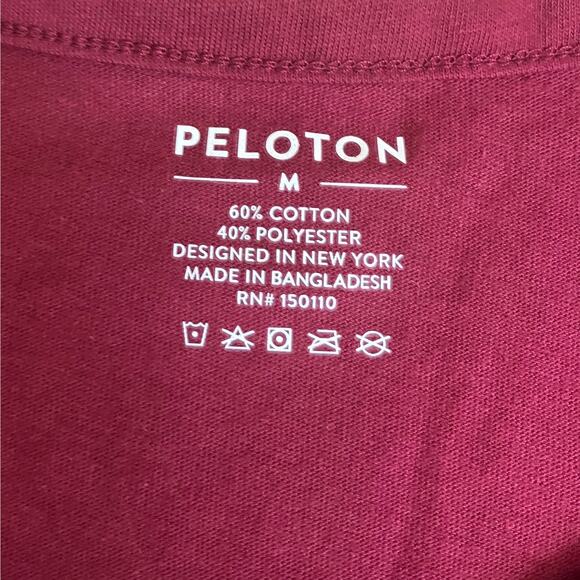 PELOTON
M
60% COTTON
40% POLYESTER
DESIGNED IN NEW YORK
MADE IN BANGLADESH
RN# 150110